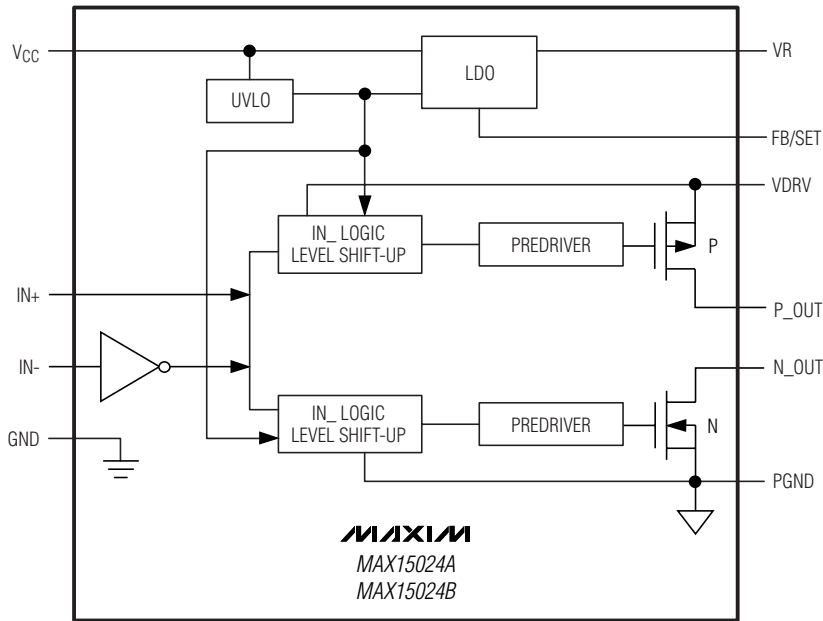 VCC
LDO
VR
UVLO
FB/SET
VDRV
IN_ LOGIC
LEVEL SHIFT-UP
PREDRIVER
P
IN+
P_OUT
IN-
N_OUT
IN_ LOGIC
LEVEL SHIFT-UP
PREDRIVER
N
GND
PGND
MAXIM
MAX15024A
MAX15024B